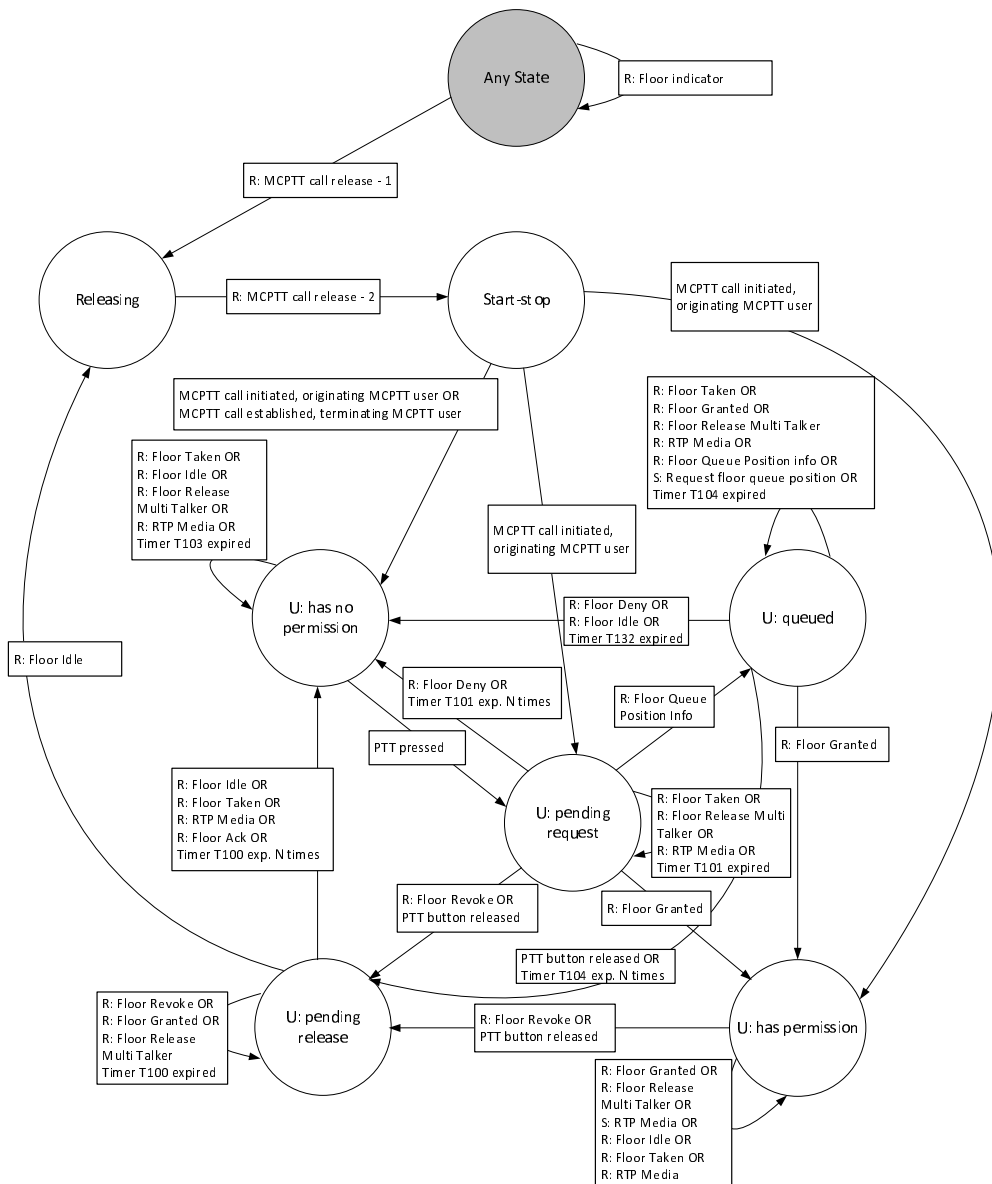 Any State
R: Floor indicator
R: MCPTT call release - 1
Releasing
R: MCPTT call release - 2
Start-stop
MCPTT call initiated,
originating MCPTT user
MCPTT call initiated, originating MCPTT user OR
MCPTT call established, terminating MCPTT user
R: Floor Taken OR
R: Floor Granted OR
R: Floor Release Multi Talker
R: RTP Media OR
R: Floor Queue Position info OR
S: Request floor queue position OR
Timer T104 expired
R: Floor Taken OR
R: Floor Idle OR
R: Floor Release
Multi Talker OR
R: RTP Media OR
Timer T103 expired
MCPTT call initiated,
originating MCPTT user
U: has no
permission
R: Floor Deny OR
R: Floor Idle OR
Timer T132 expired
U: queued
R: Floor Idle
R: Floor Deny OR
Timer T101 exp. N times
R: Floor Queue
Position Info
PTT pressed
R: Floor Granted
R: Floor Idle OR
R: Floor Taken OR
R: RTP Media OR
R: Floor Ack OR
Timer T100 exp. N times
U: pending
request
R: Floor Taken OR
R: Floor Release Multi
Talker OR
R: RTP Media OR
Timer T101 expired
R: Floor Revoke OR
PTT button released
R: Floor Granted
PTT button released OR
Timer T104 exp. N times
R: Floor Revoke OR
R: Floor Granted OR
R: Floor Release
Multi Talker
Timer T100 expired
U: pending
release
R: Floor Revoke OR
PTT button released
U: has permission
R: Floor Granted OR
R: Floor Release
Multi Talker OR
S: RTP Media OR
R: Floor Idle OR
R: Floor Taken OR
R: RTP Media